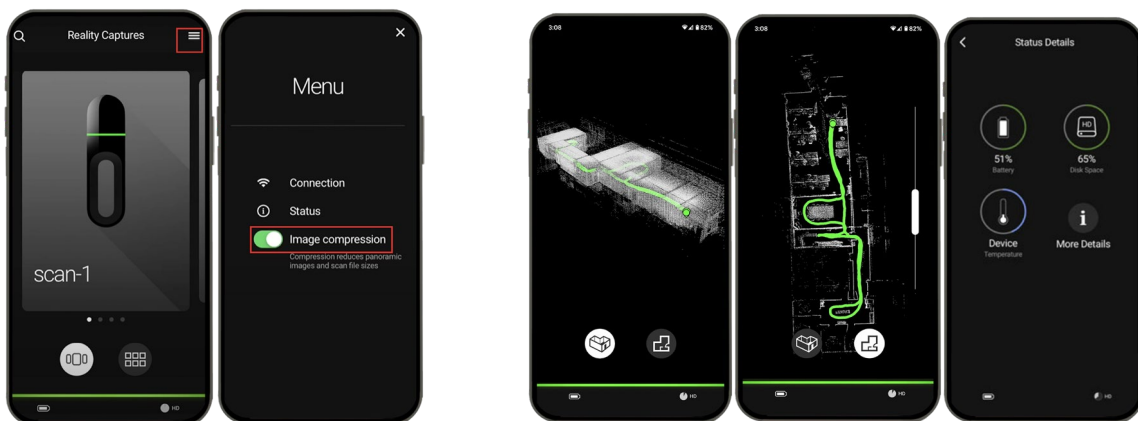 Reality Captures
scan-1
HD
Menu
Connection
Status
Image compression
Compression reduces panoramic
images and scan file sizes
3:08
82%
HD
3:08
82%
HD
Status Details
HD
51%
Battery
65%
Disk Space
Device
Temperature
i
More Details
HD